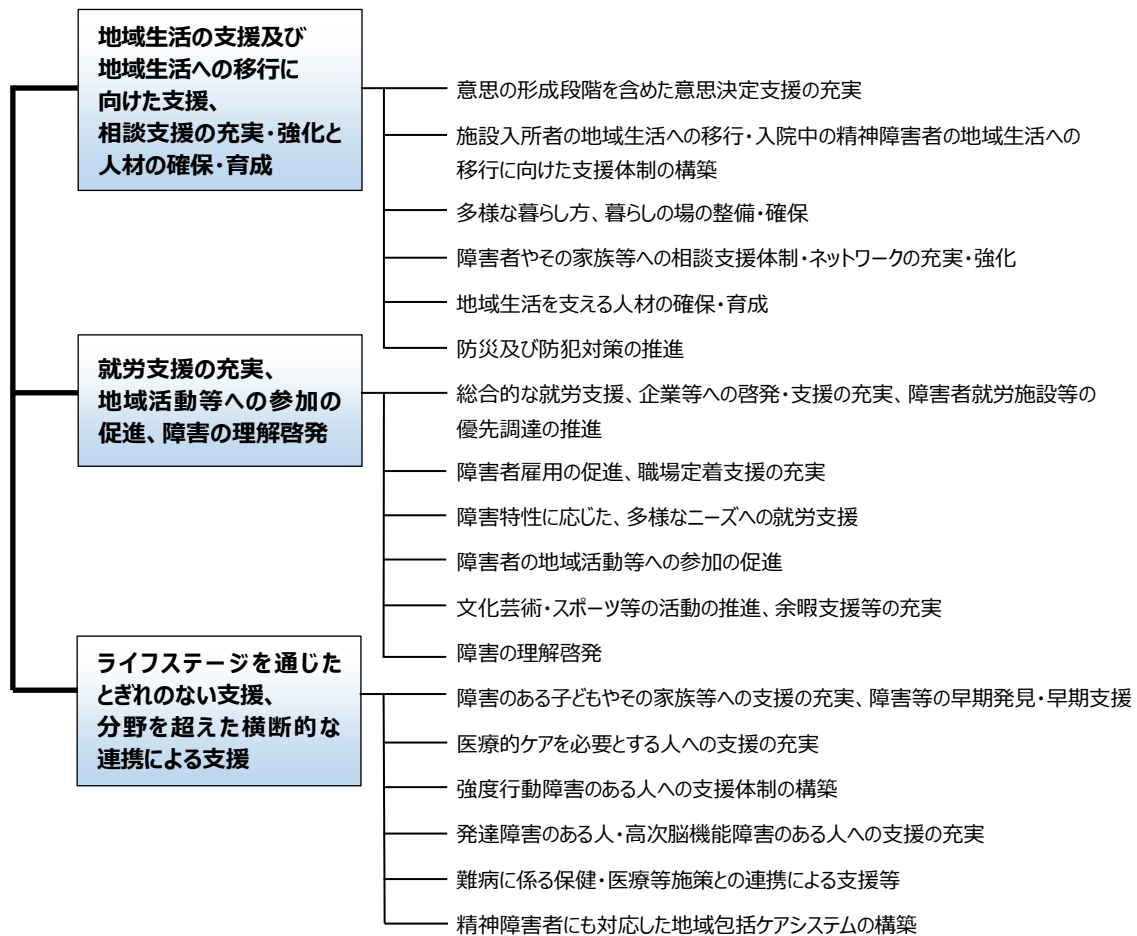 地域生活の支援及び
地域生活への移行に
向けた支援、
相談支援の充実・強化と
人材の確保・育成
意思の形成段階を含めた意思決定支援の充実
施設入所者の地域生活への移行・入院中の精神障害者の地域生活への
移行に向けた支援体制の構築
多様な暮らし方、暮らしの場の整備・確保
障害者やその家族等への相談支援体制・ネットワークの充実・強化
地域生活を支える人材の確保・育成
防災及び防犯対策の推進
就労支援の充実、
地域活動等への参加の
促進、障害の理解啓発
総合的な就労支援、企業等への啓発・支援の充実、障害者就労施設等の
優先調達の推進
障害者雇用の促進、職場定着支援の充実
障害特性に応じた、多様なニーズへの就労支援
障害者の地域活動等への参加の促進
文化芸術・スポーツ等の活動の推進、余暇支援等の充実
障害の理解啓発
ライフステージを通じた
とぎれのない支援、
分野を超えた横断的な
連携による支援
障害のある子どもやその家族等への支援の充実、障害等の早期発見・早期支援
医療的ケアを必要とする人への支援の充実
強度行動障害のある人への支援体制の構築
発達障害のある人・高次脳機能障害のある人への支援の充実
難病に係る保健・医療等施策との連携による支援等
精神障害者にも対応した地域包括ケアシステムの構築